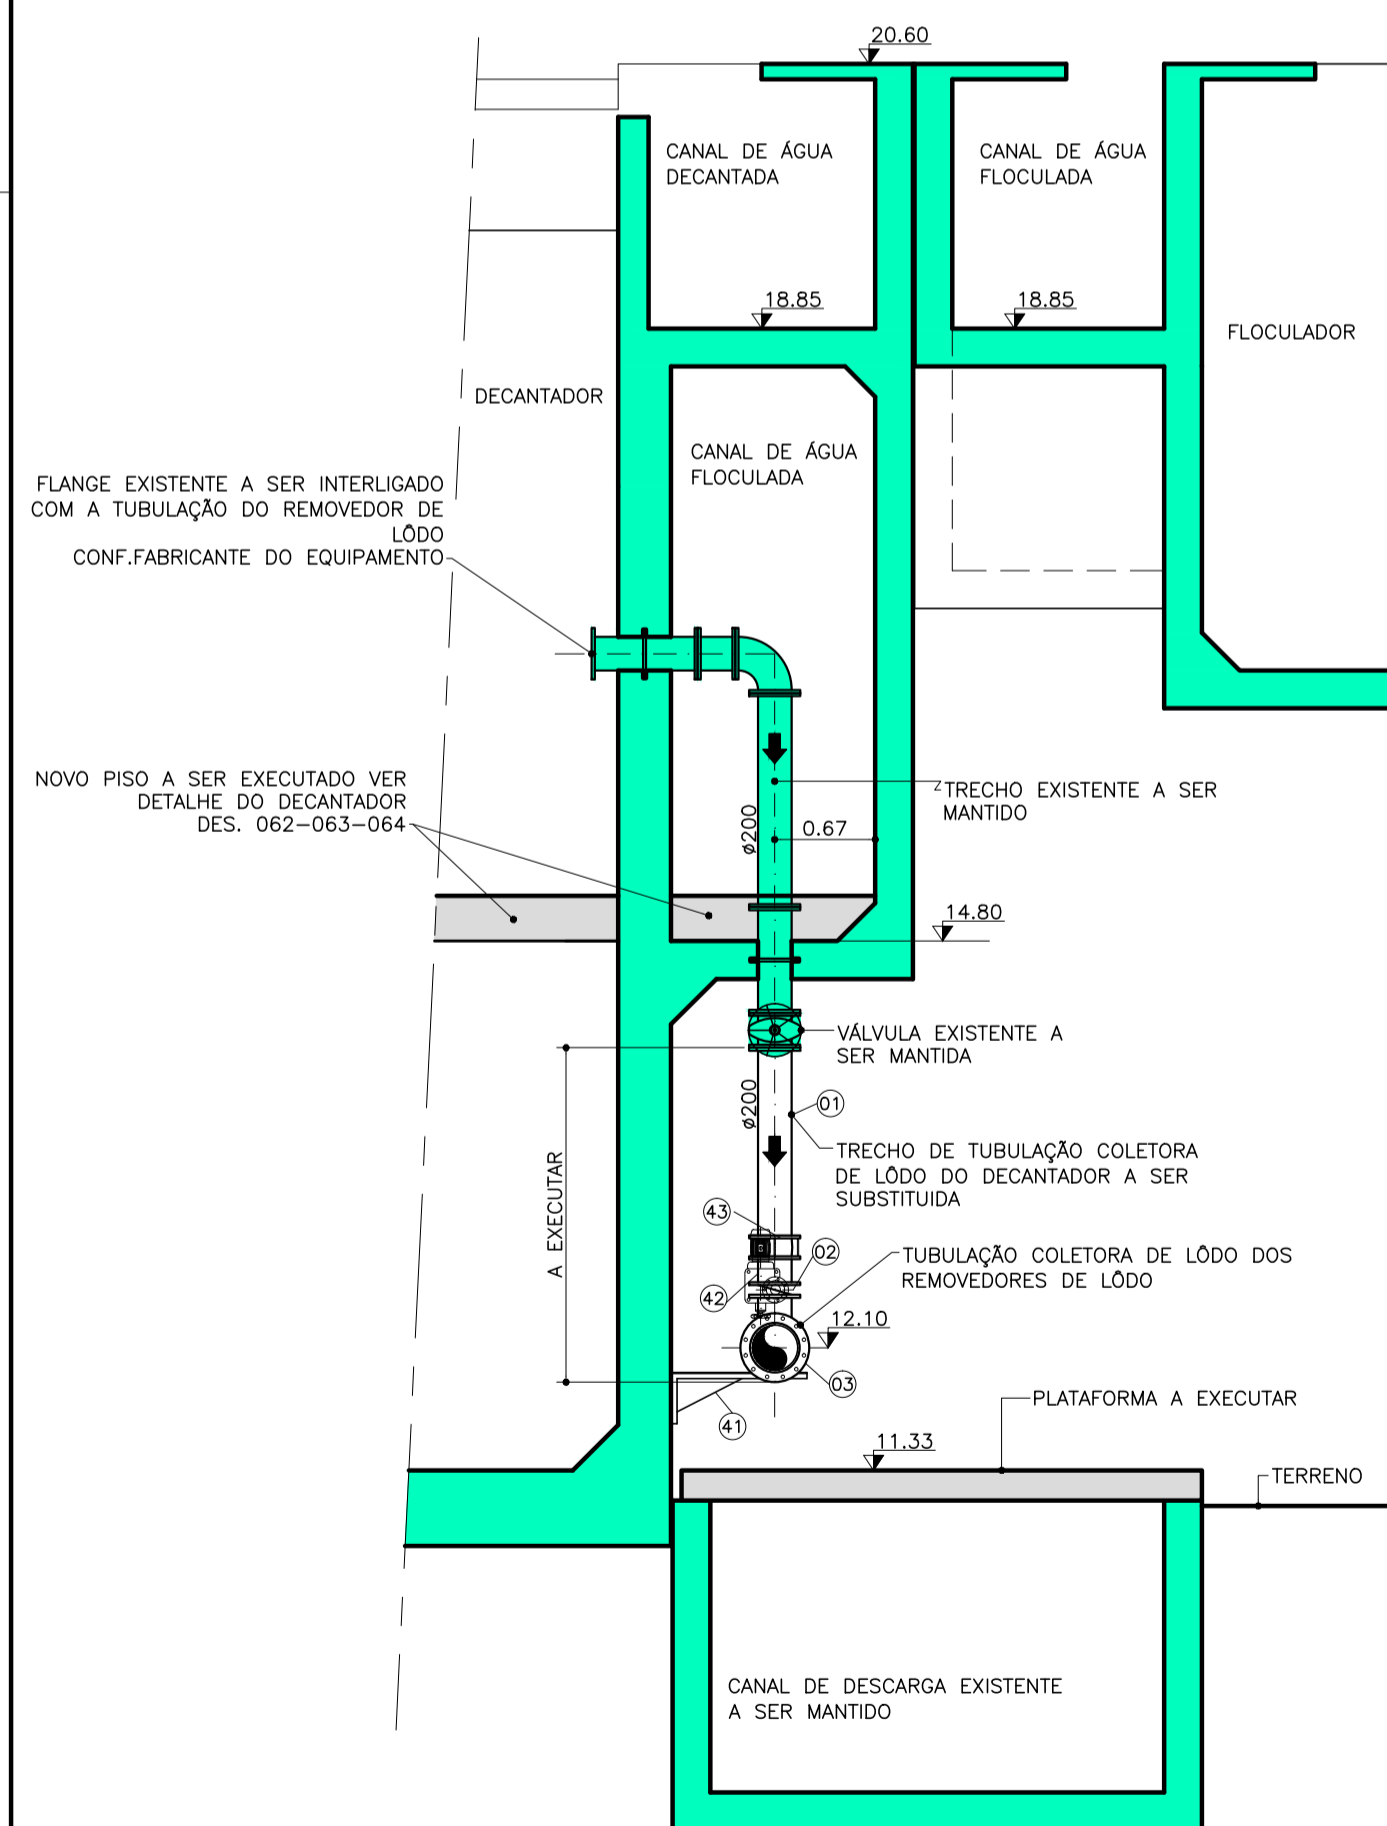 20.60
CANAL DE ÁGUA
DECANTADA
CANAL DE ÁGUA
FLOCULADA
18.85
18.85
FLOCULADOR
DECANTADOR
CANAL DE ÁGUA
FLOCULADA
FLANGE EXISTENTE A SER INTERLIGADO
COM A TUBULAÇÃO DO REMOVEDOR DE
LÔDO
CONF.FABRICANTE DO EQUIPAMENTO
NOVO PISO A SER EXECUTADO VER
DETALHE DO DECANTADOR
DES. 062-063-064
TRECHO EXISTENTE A SER
MANTIDO
ø200
0.67
14.80
VÁLVULA EXISTENTE A
SER MANTIDA
ø200
01
TRECHO DE TUBULAÇÃO COLETORA
DE LÔDO DO DECANTADOR A SER
SUBSTITUIDA
A EXECUTAR
43
02
TUBULAÇÃO COLETORA DE LÔDO DOS
REMOVEDORES DE LÔDO
42
12.10
03
41
PLATAFORMA A EXECUTAR
11.33
TERRENO
CANAL DE DESCARGA EXISTENTE
A SER MANTIDO